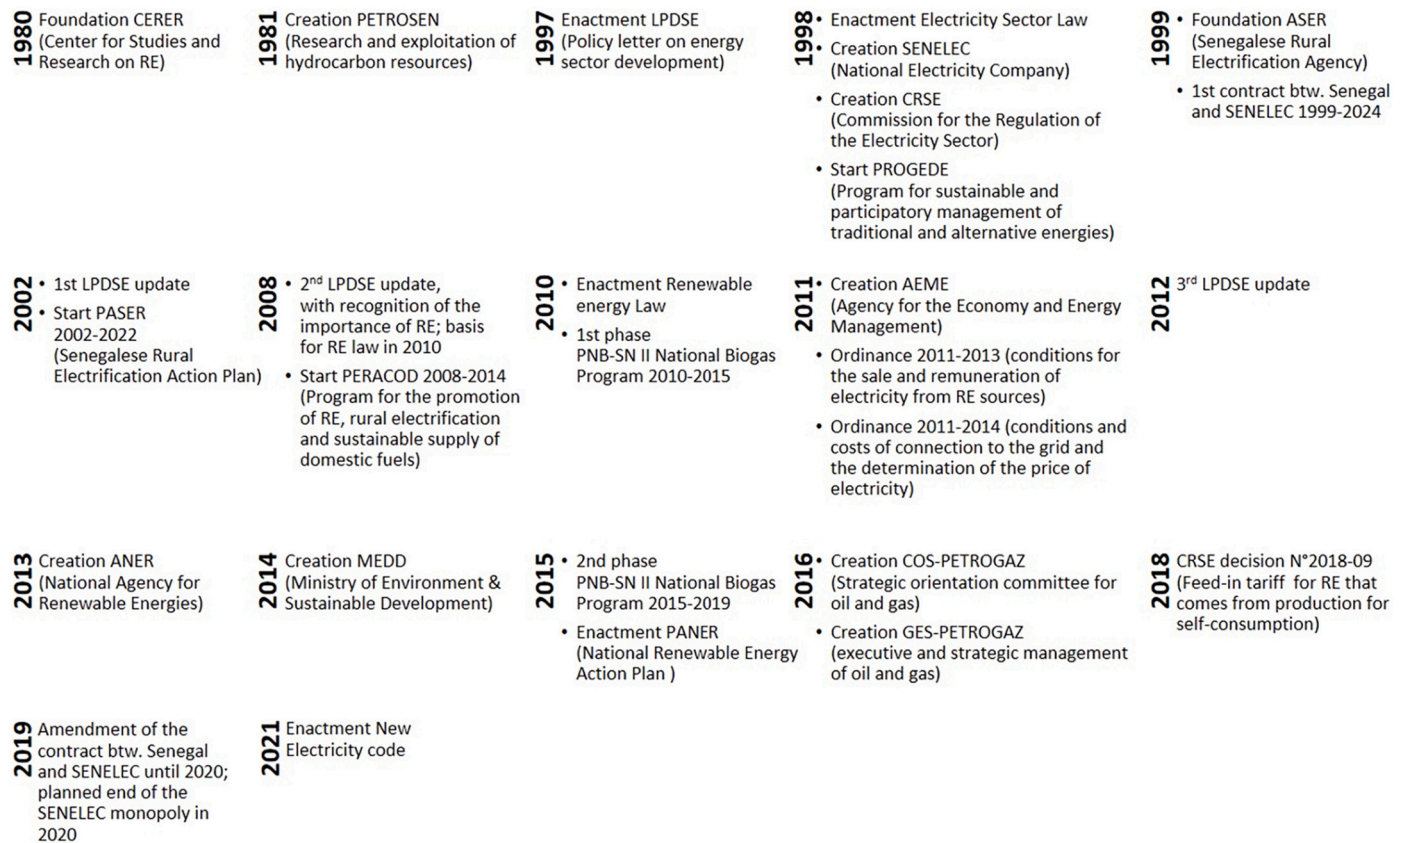 1980
Foundation CERER
(Center for Studies and
Research on RE)
1981
Creation PETROSEN
(Research and exploitation of
hydrocarbon resources)
1997
Enactment LPDSE
(Policy letter on energy
sector development)
1998
• Enactment Electricity Sector Law
• Creation SENELEC
(National Electricity Company)
• Creation CRSE
(Commission for the Regulation of
the Electricity Sector)
• Start PROGEDE
(Program for sustainable and
participatory management of
traditional and alternative energies)
1999
• Foundation ASER
(Senegalese Rural
Electrification Agency)
• 1st contract btw. Senegal
and SENELEC 1999-2024
2002
• 1st LPDSE update
• Start PASER
2002-2022
(Senegalese Rural
Electrification Action Plan)
2008
• 2nd LPDSE update,
with recognition of the
importance of RE; basis
for RE law in 2010
• Start PERACOD 2008-2014
(Program for the promotion
of RE, rural electrification
and sustainable supply of
domestic fuels)
2010
• Enactment Renewable
energy Law
• 1st phase
PNB-SN II National Biogas
Program 2010-2015
2011
• Creation AEME
(Agency for the Economy and Energy
Management)
• Ordinance 2011-2013 (conditions for
the sale and remuneration of
electricity from RE sources)
• Ordinance 2011-2014 (conditions and
costs of connection to the grid and
the determination of the price of
electricity)
2012
3rd LPDSE update
2013
Creation ANER
(National Agency for
Renewable Energies)
2014
Creation MEDD
(Ministry of Environment &
Sustainable Development)
2015
• 2nd phase
PNB-SN II National Biogas
Program 2015-2019
• Enactment PANER
(National Renewable Energy
Action Plan )
2016
• Creation COS-PETROGAZ
(Strategic orientation committee for
oil and gas)
• Creation GES-PETROGAZ
(executive and strategic management
of oil and gas)
2018
CRSE decision N°2018-09
(Feed-in tariff for RE that
comes from production for
self-consumption)
2019
Amendment of the
contract btw. Senegal
and SENELEC until 2020;
planned end of the
SENELEC monopoly in
2020
2021
Enactment New
Electricity code